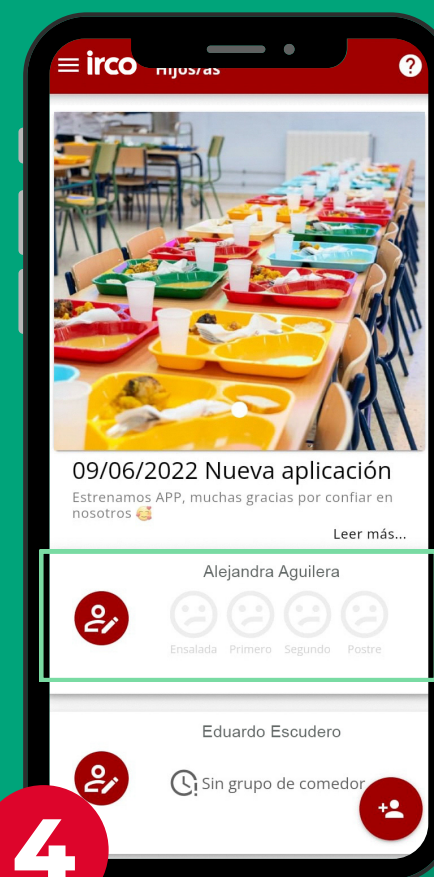 irco Hijos/as
09/06/2022 Nueva aplicación
Estrenamos APP, muchas gracias por confiar en
nosotros 🥰
Leer más...
Alejandra Aguilera
Ensalada Primero Segundo Postre
Eduardo Escudero
Sin grupo de comedor
4